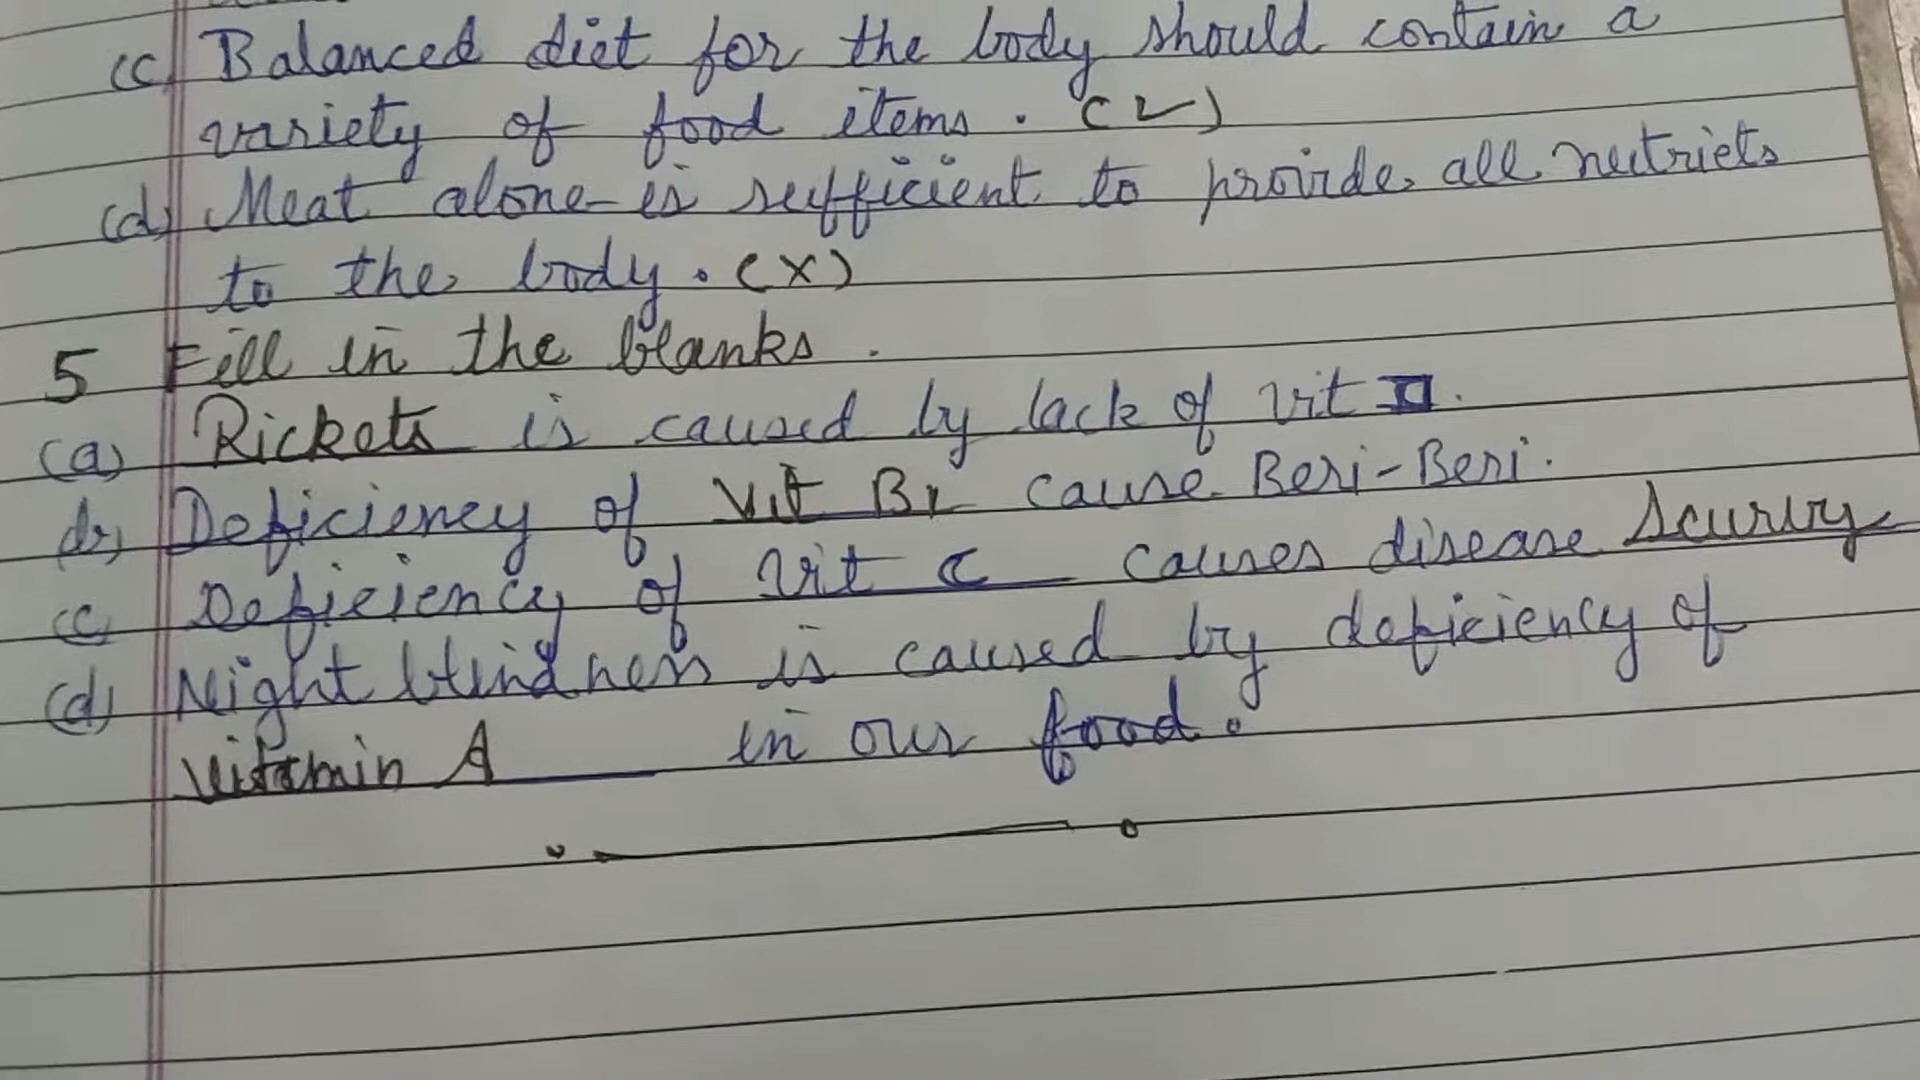 (c) Balanced diet for the body should contain a
variety of food items. (✓)
(d) Meat alone is sufficient to provide all nutriets
to the body. (X)
5 Fill in the blanks.
(a) Rickets is caused by lack of vit D.
(b) Deficiency of Vit B1 cause Beri-Beri.
(c) Deficiency of Vit C causes disease Scurvy
(d) Night blindness is caused by deficiency of
Vitamin A in our food.